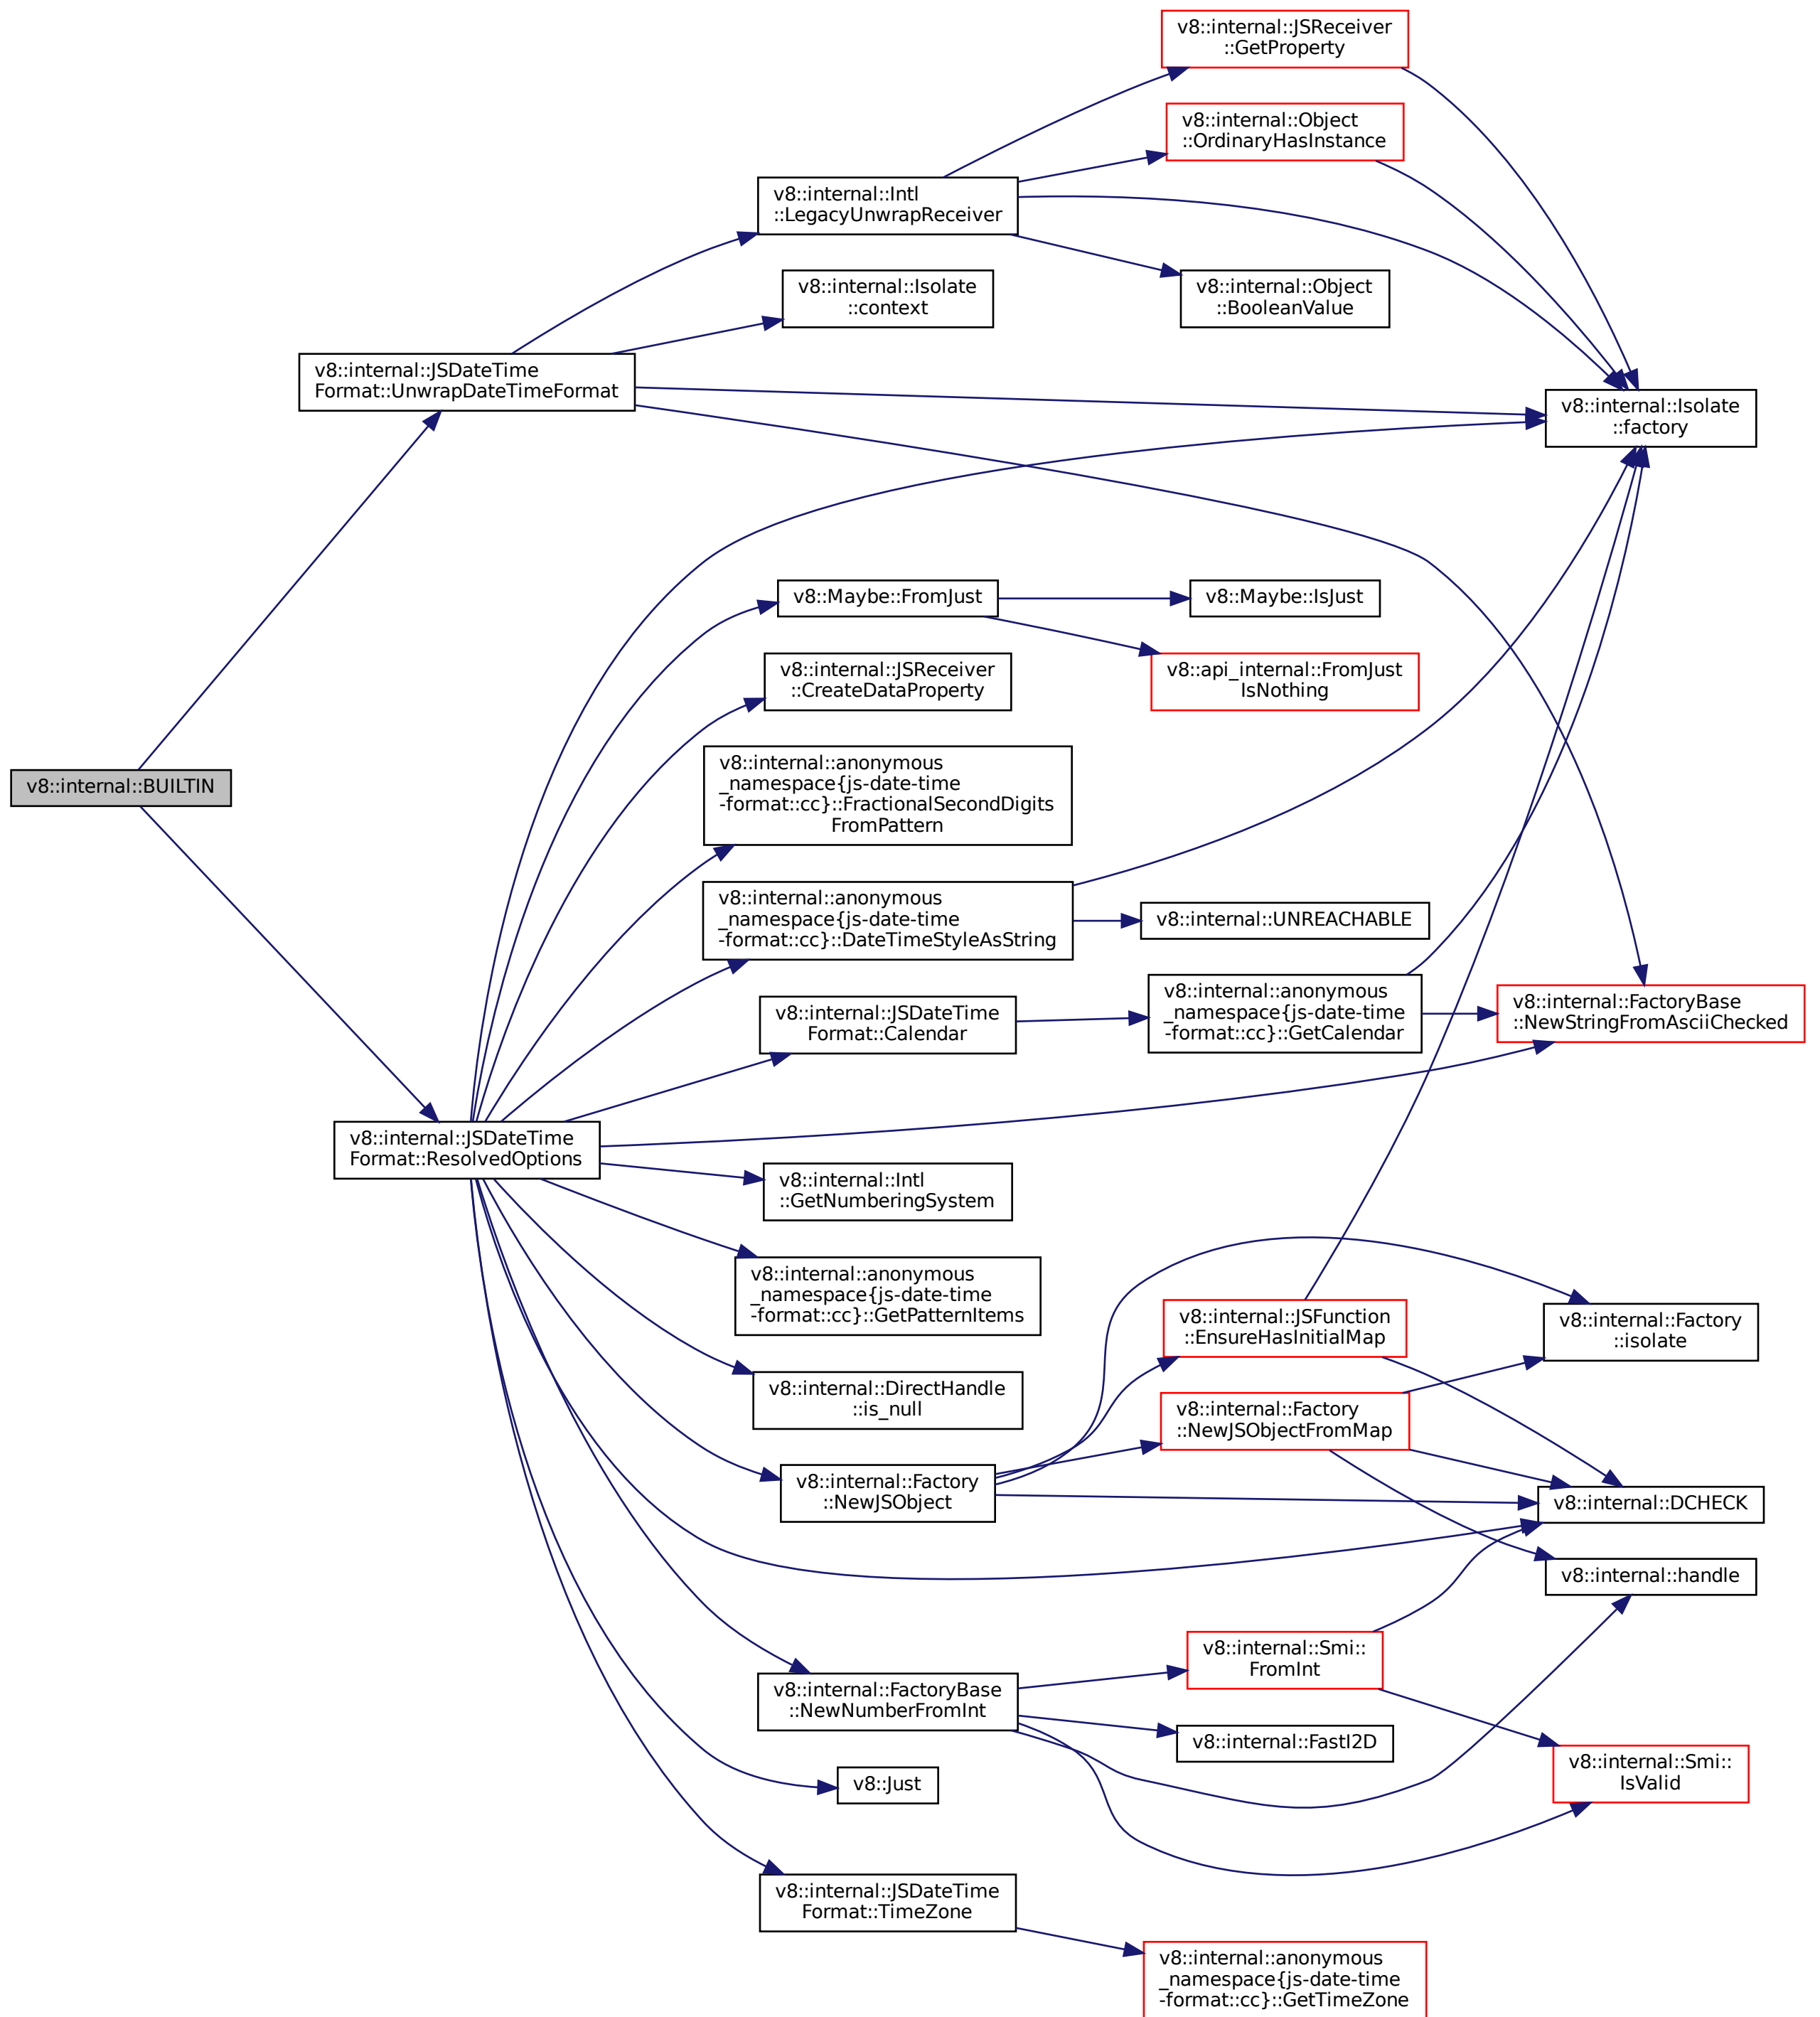 v8::internal::JSReceiver
::GetProperty
v8::internal::Object
::OrdinaryHasInstance
v8::internal::Intl
::LegacyUnwrapReceiver
v8::internal::Isolate
::context
v8::internal::Object
::BooleanValue
v8::internal::JSDateTime
Format::UnwrapDateTimeFormat
v8::internal::Isolate
::factory
v8::Maybe::FromJust
v8::Maybe::IsJust
v8::internal::JSReceiver
::CreateDataProperty
v8::api_internal::FromJust
IsNothing
v8::internal::BUILTIN
v8::internal::anonymous
_namespace{js-date-time
-format::cc}::FractionalSecondDigits
FromPattern
v8::internal::anonymous
_namespace{js-date-time
-format::cc}::DateTimeStyleAsString
v8::internal::UNREACHABLE
v8::internal::JSDateTime
Format::Calendar
v8::internal::anonymous
_namespace{js-date-time
-format::cc}::GetCalendar
v8::internal::FactoryBase
::NewStringFromAsciiChecked
v8::internal::JSDateTime
Format::ResolvedOptions
v8::internal::Intl
::GetNumberingSystem
v8::internal::anonymous
_namespace{js-date-time
-format::cc}::GetPatternItems
v8::internal::JSFunction
::EnsureHasInitialMap
v8::internal::Factory
::isolate
v8::internal::DirectHandle
::is_null
v8::internal::Factory
::NewJSObjectFromMap
v8::internal::Factory
::NewJSObject
v8::internal::DCHECK
v8::internal::handle
v8::internal::Smi::
FromInt
v8::internal::FactoryBase
::NewNumberFromInt
v8::internal::FastI2D
v8::internal::Smi::
IsValid
v8::Just
v8::internal::JSDateTime
Format::TimeZone
v8::internal::anonymous
_namespace{js-date-time
-format::cc}::GetTimeZone